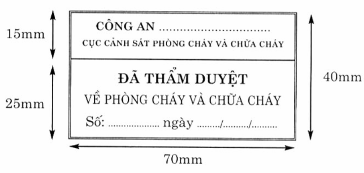 15mm
CÔNG AN ................................
CỤC CẢNH SÁT PHÒNG CHÁY VÀ CHỮA CHÁY
40mm
25mm
ĐÃ THẨM DUYỆT
VỀ PHÒNG CHÁY VÀ CHỮA CHÁY
Số: .................. ngày ......../......../.........
70mm